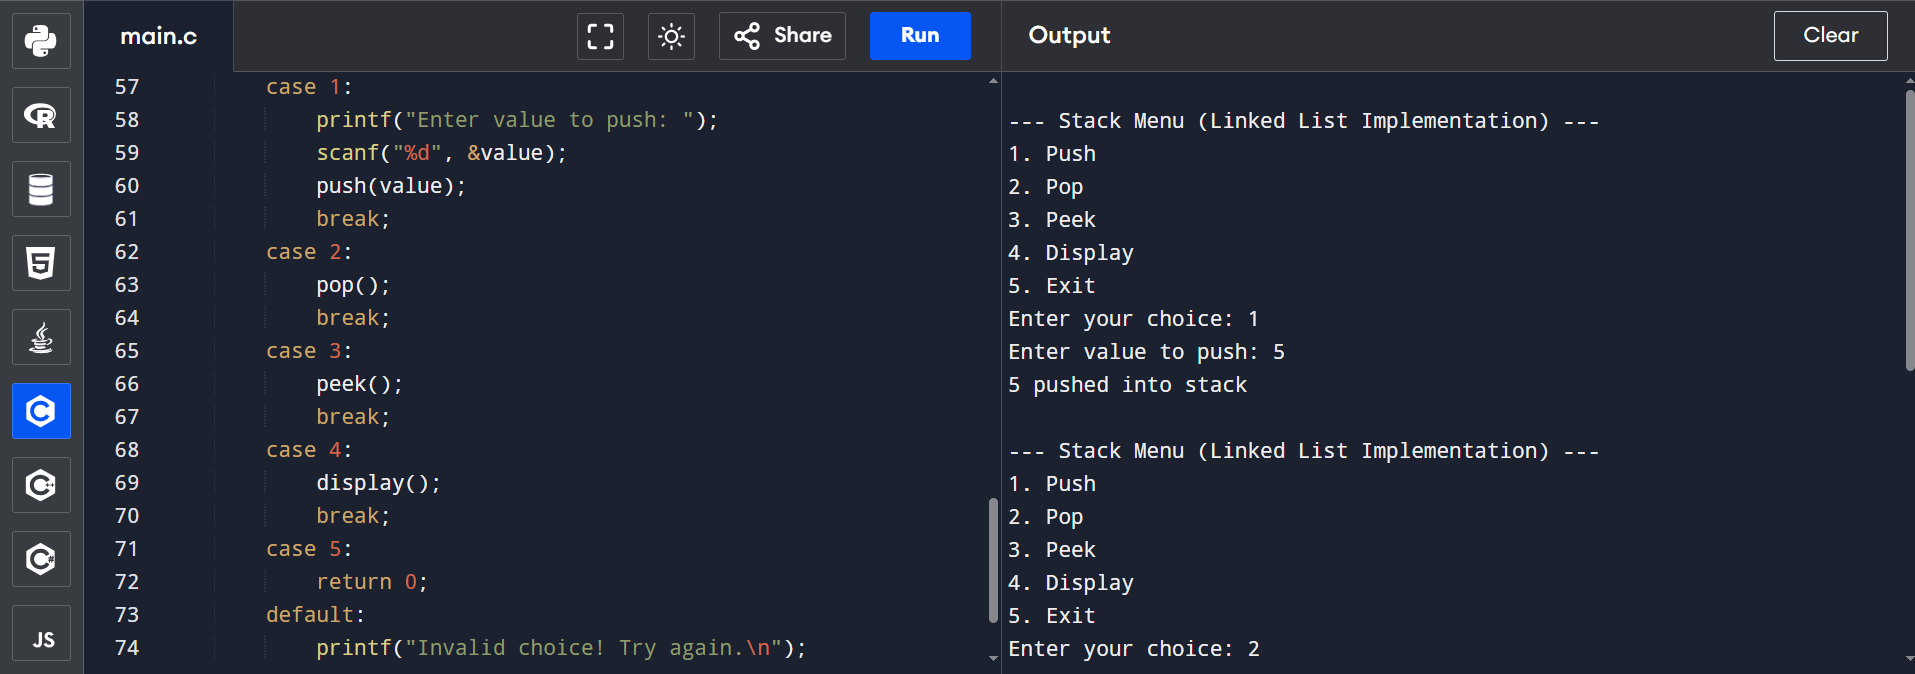 main.c
Share
Run
57 case 1:
58 printf("Enter value to push: ");
59 scanf("%d", &value);
60 push(value);
61 break;
62 case 2:
63 pop();
64 break;
65 case 3:
66 peek();
67 break;
68 case 4:
69 display();
70 break;
71 case 5:
72 return 0;
73 default:
74 printf("Invalid choice! Try again.\n");
R
5
C
C++
C#
JS
Output
Clear
--- Stack Menu (Linked List Implementation) ---
1. Push
2. Pop
3. Peek
4. Display
5. Exit
Enter your choice: 1
Enter value to push: 5
5 pushed into stack
--- Stack Menu (Linked List Implementation) ---
1. Push
2. Pop
3. Peek
4. Display
5. Exit
Enter your choice: 2